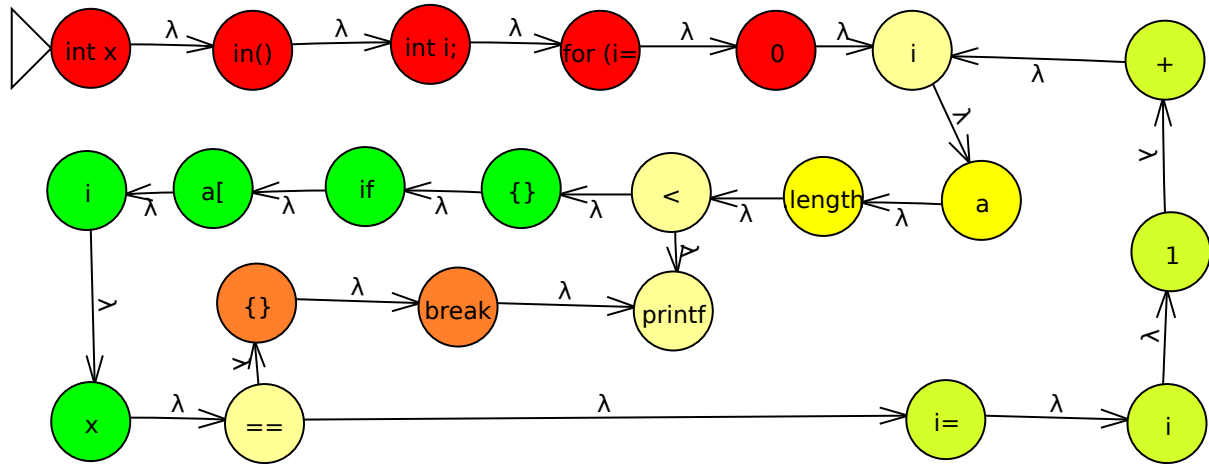 int x
λ
in()
λ
int i;
λ
for (i=
λ
0
λ
i
λ
+
λ
λ
i
λ
a[
λ
if
λ
{}
λ
<
λ
.length
λ
a
λ
1
λ
λ
{}
λ
break
λ
printf
λ
λ
x
λ
==
λ
i=
λ
i